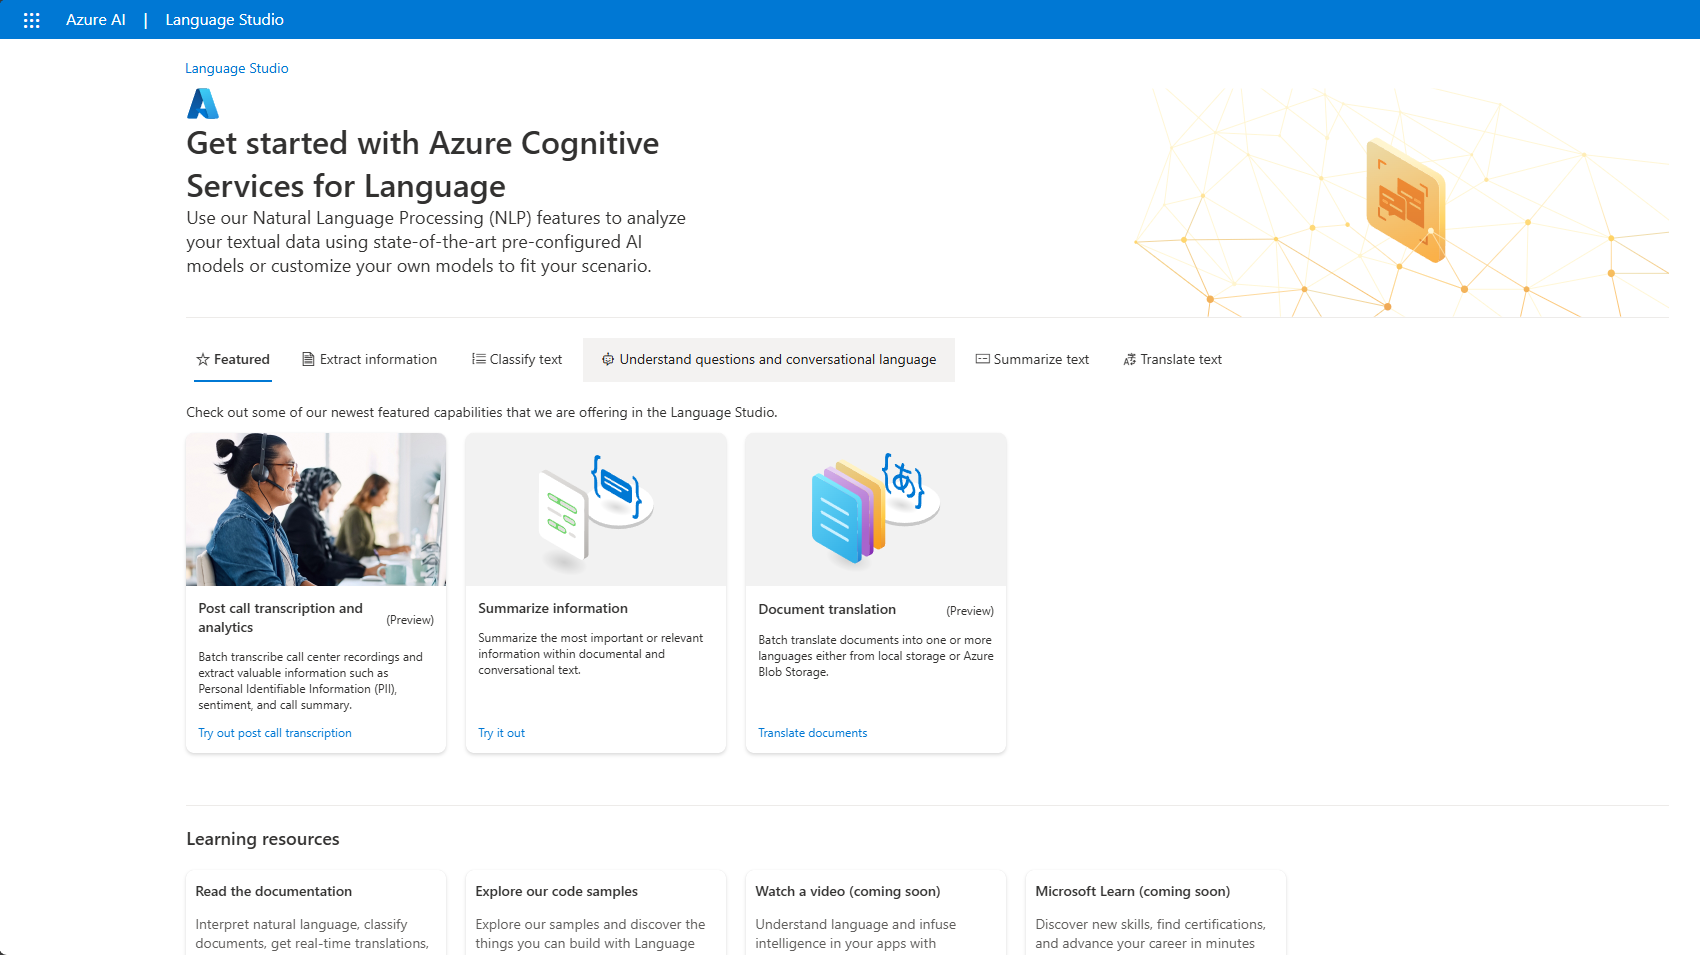 Azure AI | Language Studio
Language Studio
Get started with Azure Cognitive
Services for Language
Use our Natural Language Processing (NLP) features to analyze
your textual data using state-of-the-art pre-configured AI
models or customize your own models to fit your scenario.
Featured
Extract information
Classify text
Understand questions and conversational language
Summarize text
Translate text
Check out some of our newest featured capabilities that we are offering in the Language Studio.
Post call transcription and
analytics
(Preview)
Batch transcribe call center recordings and
extract valuable information such as
Personal Identifiable Information (PII),
sentiment, and call summary.
Try out post call transcription
Summarize information
Summarize the most important or relevant
information within documental and
conversational text.
Try it out
{あ}
Document translation
(Preview)
Batch translate documents into one or more
languages either from local storage or Azure
Blob Storage.
Translate documents
Learning resources
Read the documentation
Interpret natural language, classify
documents, get real-time translations,
Explore our code samples
Explore our samples and discover the
things you can build with Language
Watch a video (coming soon)
Understand language and infuse
intelligence in your apps with
Microsoft Learn (coming soon)
Discover new skills, find certifications,
and advance your career in minutes